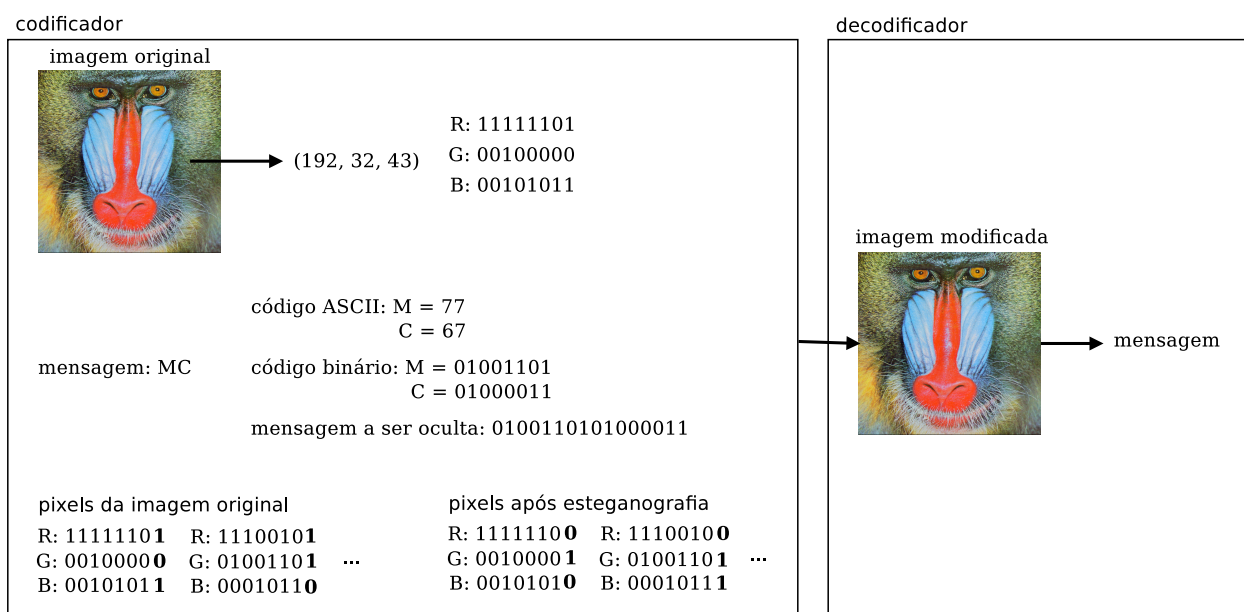 codificador
imagem original
(192, 32, 43)
R: 11111101
G: 00100000
B: 00101011
código ASCII: M = 77
C = 67
mensagem: MC
código binário: M = 01001101
C = 01000011
mensagem a ser oculta: 0100110101000011
pixels da imagem original
R: 11111101 R: 11100101
G: 00100000 G: 01001101 ...
B: 00101011 B: 00010110
pixels após esteganografia
R: 11111100 R: 11100100
G: 00100001 G: 01001101 ...
B: 00101010 B: 00010111
decodificador
imagem modificada
mensagem